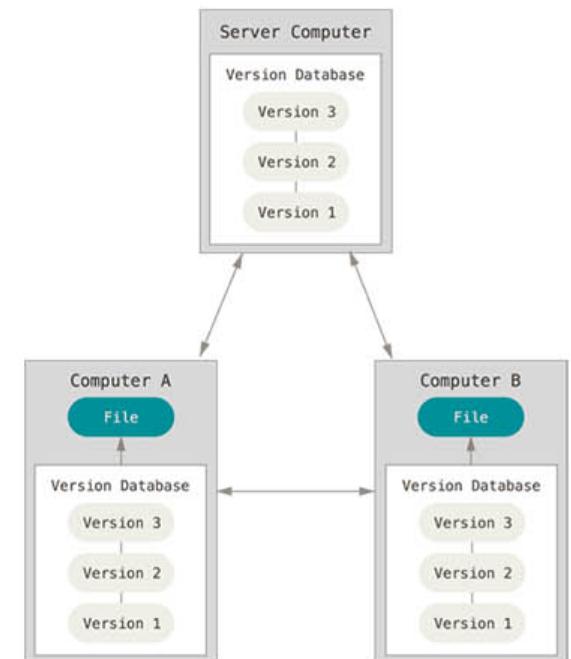 Server Computer
Version Database
Version 3
Version 2
Version 1
Computer A
File
Version Database
Version 3
Version 2
Version 1
Computer B
File
Version Database
Version 3
Version 2
Version 1